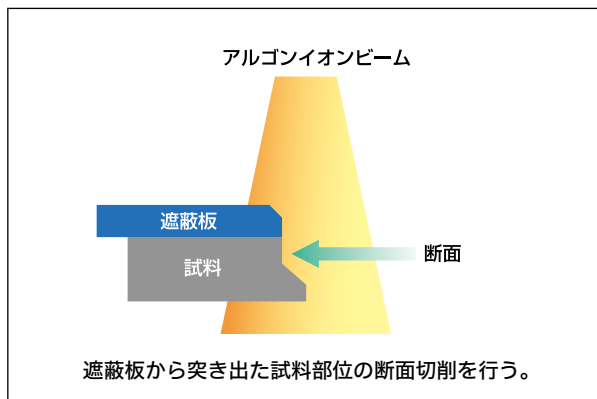 アルゴンイオンビーム
遮蔽板
試料
断面
遮蔽板から突き出た試料部位の断面切削を行う。